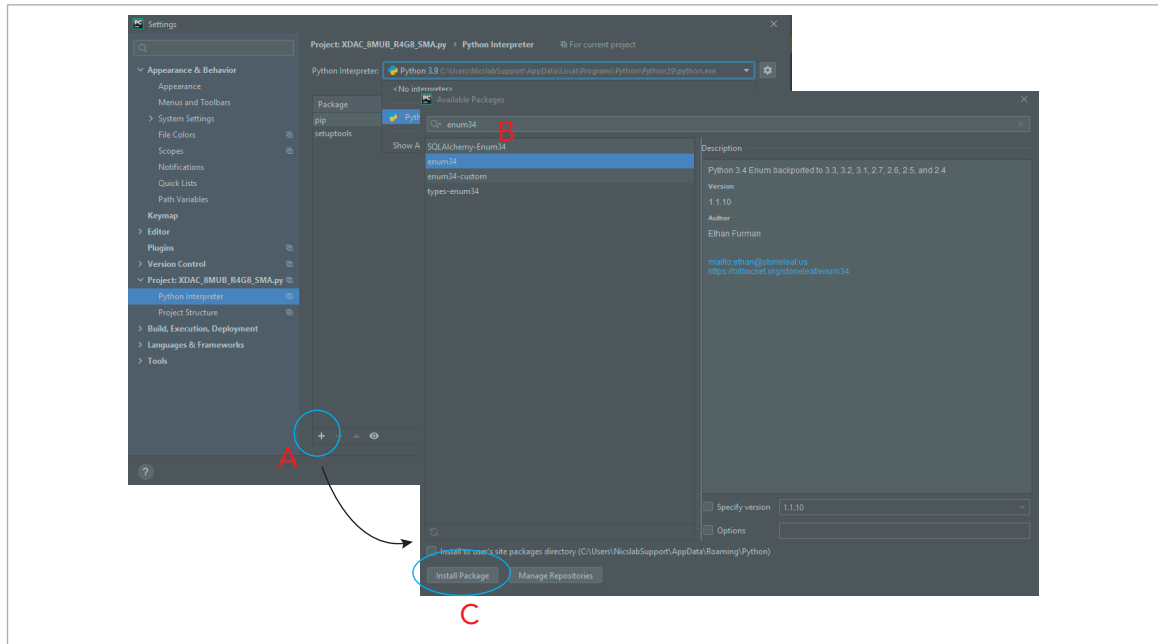 PC Settings
Project: XDAC_8MUB_R4G8_SMA.py › Python Interpreter For current project
Appearance & Behavior
Python Interpreter: Python 3.9 C:\Users\NicslabSupport\AppData\Local\Programs\Python\Python39\python.exe
Appearance
<No interpreter>
Menus and Toolbars
Package
System Settings
pip
Pyth
File Colors
setuptools
Show A
Scopes
Notifications
Quick Lists
Path Variables
Keymap
Editor
Plugins
Version Control
Project: XDAC_8MUB_R4G8_SMA.py
Python Interpreter
Project Structure
Build, Execution, Deployment
Languages & Frameworks
Tools
?
A
PC Available Packages
enum34
B
SQLAlchemy-Enum34
enum34
enum34-custom
types-enum34
Description
Python 3.4 Enum backported to 3.3, 3.2, 3.1, 2.7, 2.6, 2.5, and 2.4
Version
1.1.10
Author
Ethan Furman
mailto:ethan@stoneleaf.us
https://bitbucket.org/stoneleaf/enum34
Specify version 1.1.10
Options
Install to user's site packages directory (C:\Users\NicslabSupport\AppData\Roaming\Python)
Install Package Manage Repositories
C